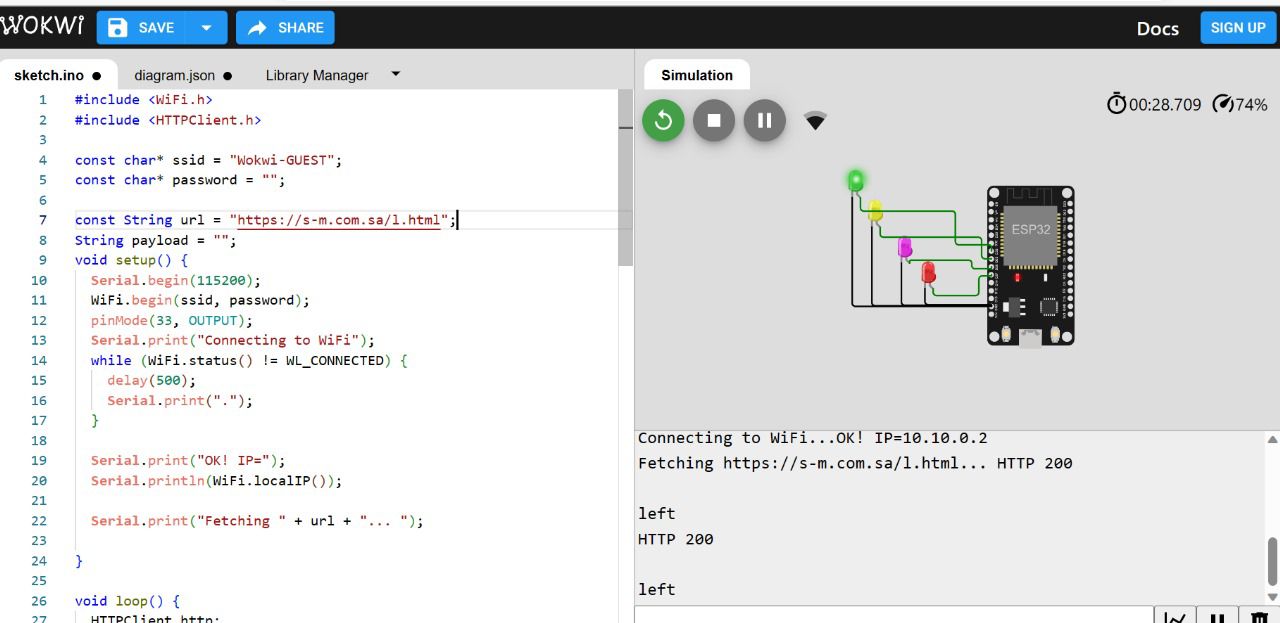 WOKWI SAVE SHARE Docs SIGN UP
sketch.ino diagram.json Library Manager
1 #include <WiFi.h>
2 #include <HTTPClient.h>
3
4 const char* ssid = "Wokwi-GUEST";
5 const char* password = "";
6
7 const String url = "https://s-m.com.sa/l.html";
8 String payload = "";
9 void setup() {
10 Serial.begin(115200);
11 WiFi.begin(ssid, password);
12 pinMode(33, OUTPUT);
13 Serial.print("Connecting to WiFi");
14 while (WiFi.status() != WL_CONNECTED) {
15 delay(500);
16 Serial.print(".");
17 }
18
19 Serial.print("OK! IP=");
20 Serial.println(WiFi.localIP());
21
22 Serial.print("Fetching " + url + "... ");
23
24 }
25
26 void loop() {
27 HTTPClient http;
Simulation
00:28.709 74%
ESP32
Connecting to WiFi...OK! IP=10.10.0.2
Fetching https://s-m.com.sa/l.html... HTTP 200
left
HTTP 200
left